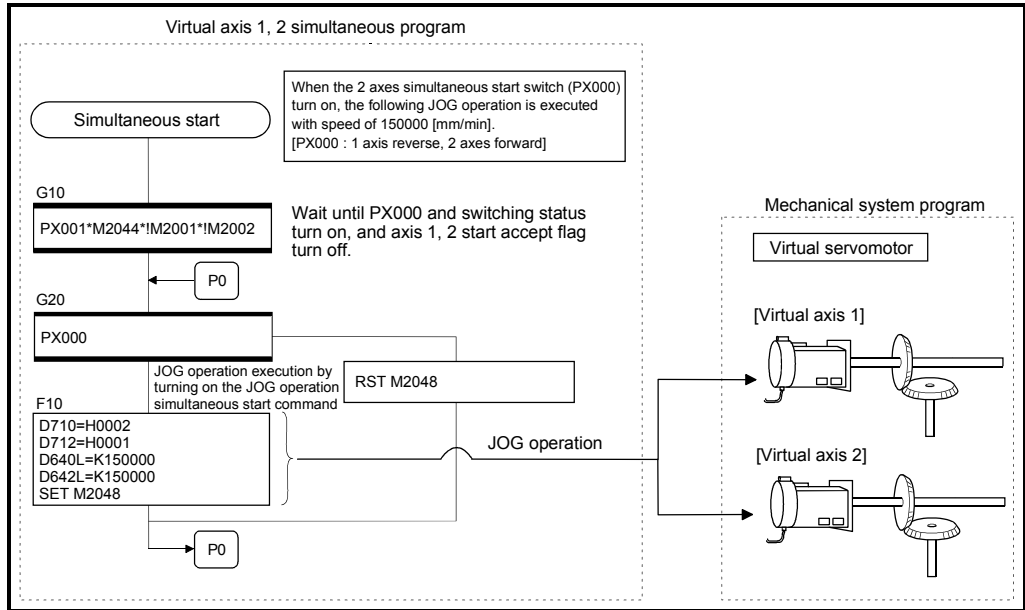 Virtual axis 1, 2 simultaneous program
When the 2 axes simultaneous start switch (PX000)
turn on, the following JOG operation is executed
with speed of 150000 [mm/min].
[PX000 : 1 axis reverse, 2 axes forward]
Simultaneous start
G10
PX001*M2044*!M2001*!M2002
Wait until PX000 and switching status
turn on, and axis 1, 2 start accept flag
turn off.
P0
G20
PX000
JOG operation execution by
turning on the JOG operation
simultaneous start command
RST M2048
F10
D710=H0002
D712=H0001
D640L=K150000
D642L=K150000
SET M2048
JOG operation
P0
Mechanical system program
Virtual servomotor
[Virtual axis 1]
[Virtual axis 2]